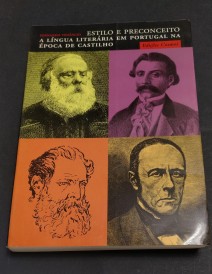 ESTILO E PRECONCEITO
A LÍNGUA LITERÁRIA EM PORTUGAL NA
ÉPOCA DE CASTILHO